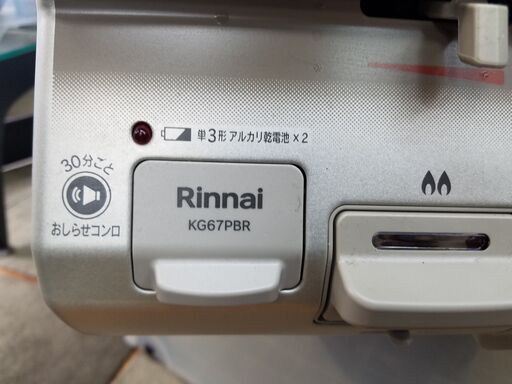 単3形 アルカリ乾電池×2
30分ごと
おしらせコンロ
Rinnai
KG67PBR